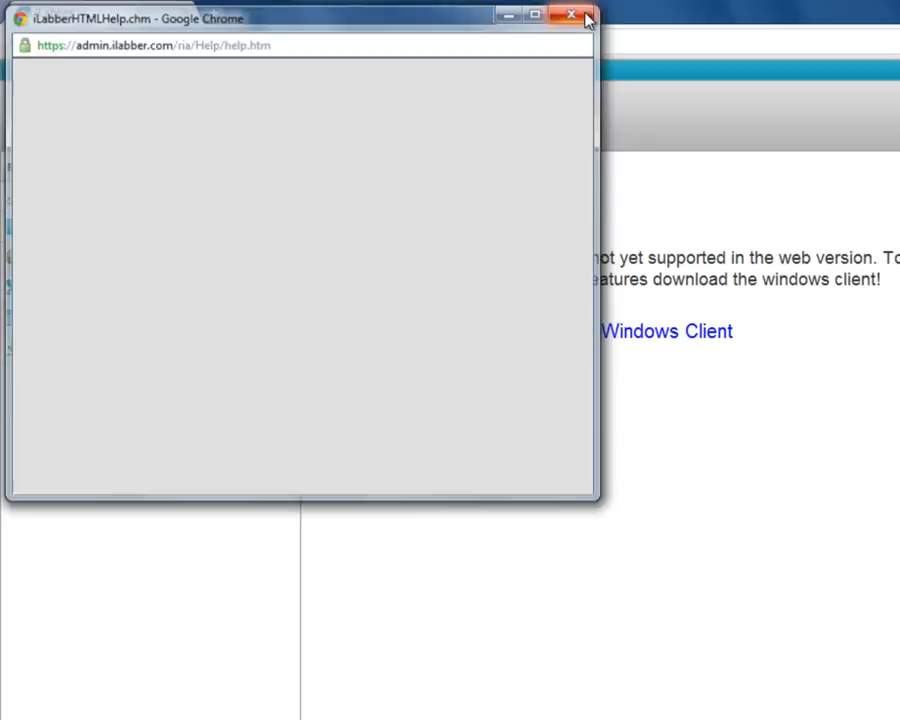 iLabberHTMLHelp.chm - Google Chrome
https://admin.ilabber.com/ria/Help/help.htm
not yet supported in the web version. To
eatures download the windows client!
Windows Client